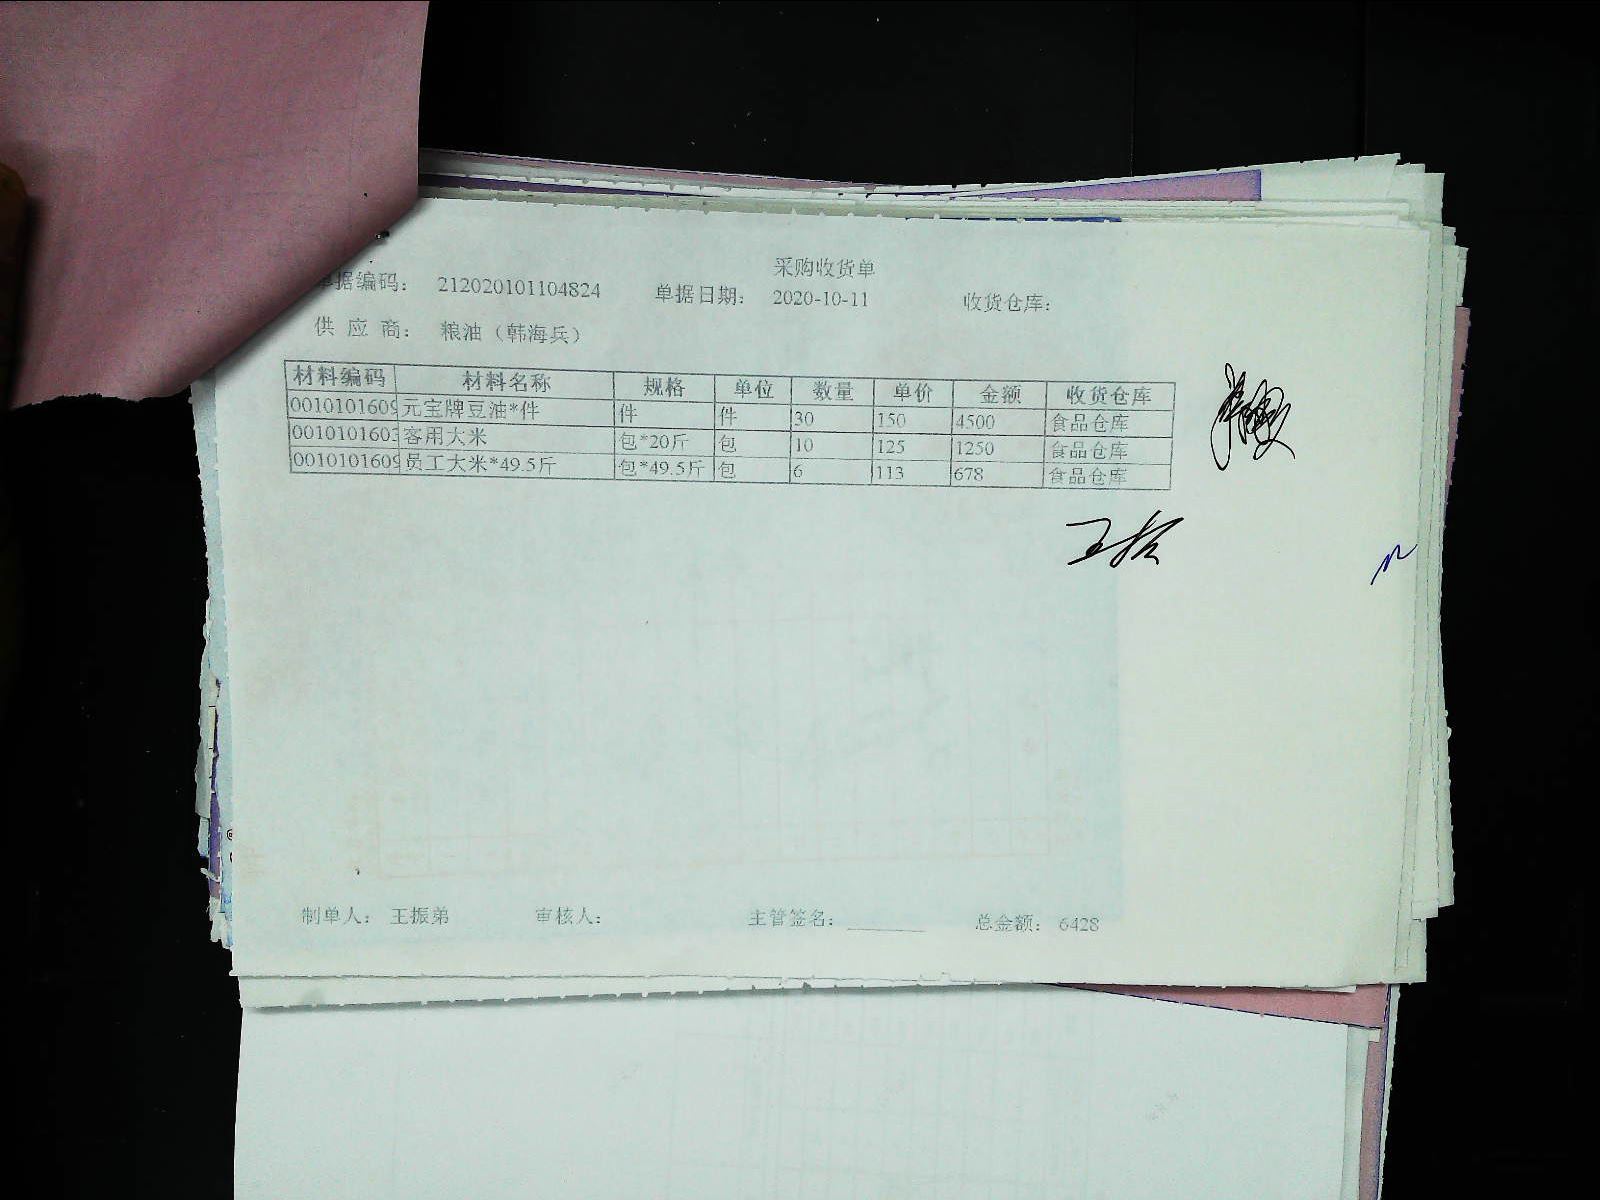 采购收货单
单据编码： 212020101104824 单据日期： 2020-10-11 收货仓库：
供 应 商： 粮油（韩海兵）
材料编码 材料名称 规格 单位 数量 单价 金额 收货仓库
0010101609 元宝牌豆油*件 件 件 30 150 4500 食品仓库
0010101603 客用大米 包*20斤 包 10 125 1250 食品仓库
0010101609 员工大米*49.5斤 包*49.5斤 包 6 113 678 食品仓库
制单人： 王振弟 审核人： 主管签名： 总金额： 6428